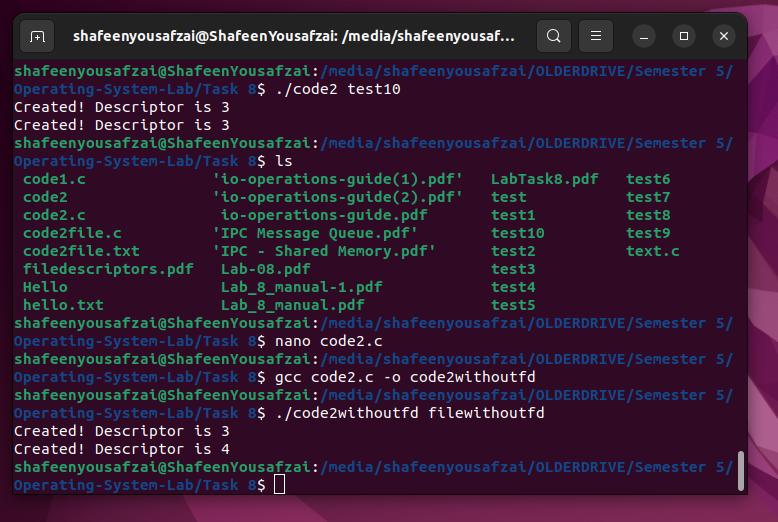 shafeenyousafzai@ShafeenYousafzai: /media/shafeenyousaf...
shafeenyousafzai@ShafeenYousafzai:/media/shafeenyousafzai/OLDERDRIVE/Semester 5/
Operating-System-Lab/Task 8$ ./code2 test10
Created! Descriptor is 3
Created! Descriptor is 3
shafeenyousafzai@ShafeenYousafzai:/media/shafeenyousafzai/OLDERDRIVE/Semester 5/
Operating-System-Lab/Task 8$ ls
code1.c 'io-operations-guide(1).pdf' LabTask8.pdf test6
code2 'io-operations-guide(2).pdf' test test7
code2.c io-operations-guide.pdf test1 test8
code2file.c 'IPC Message Queue.pdf' test10 test9
code2file.txt 'IPC - Shared Memory.pdf' test2 text.c
filedescriptors.pdf Lab-08.pdf test3
Hello Lab_8_manual-1.pdf test4
hello.txt Lab_8_manual.pdf test5
shafeenyousafzai@ShafeenYousafzai:/media/shafeenyousafzai/OLDERDRIVE/Semester 5/
Operating-System-Lab/Task 8$ nano code2.c
shafeenyousafzai@ShafeenYousafzai:/media/shafeenyousafzai/OLDERDRIVE/Semester 5/
Operating-System-Lab/Task 8$ gcc code2.c -o code2withoutfd
shafeenyousafzai@ShafeenYousafzai:/media/shafeenyousafzai/OLDERDRIVE/Semester 5/
Operating-System-Lab/Task 8$ ./code2withoutfd filewithoutfd
Created! Descriptor is 3
Created! Descriptor is 4
shafeenyousafzai@ShafeenYousafzai:/media/shafeenyousafzai/OLDERDRIVE/Semester 5/
Operating-System-Lab/Task 8$